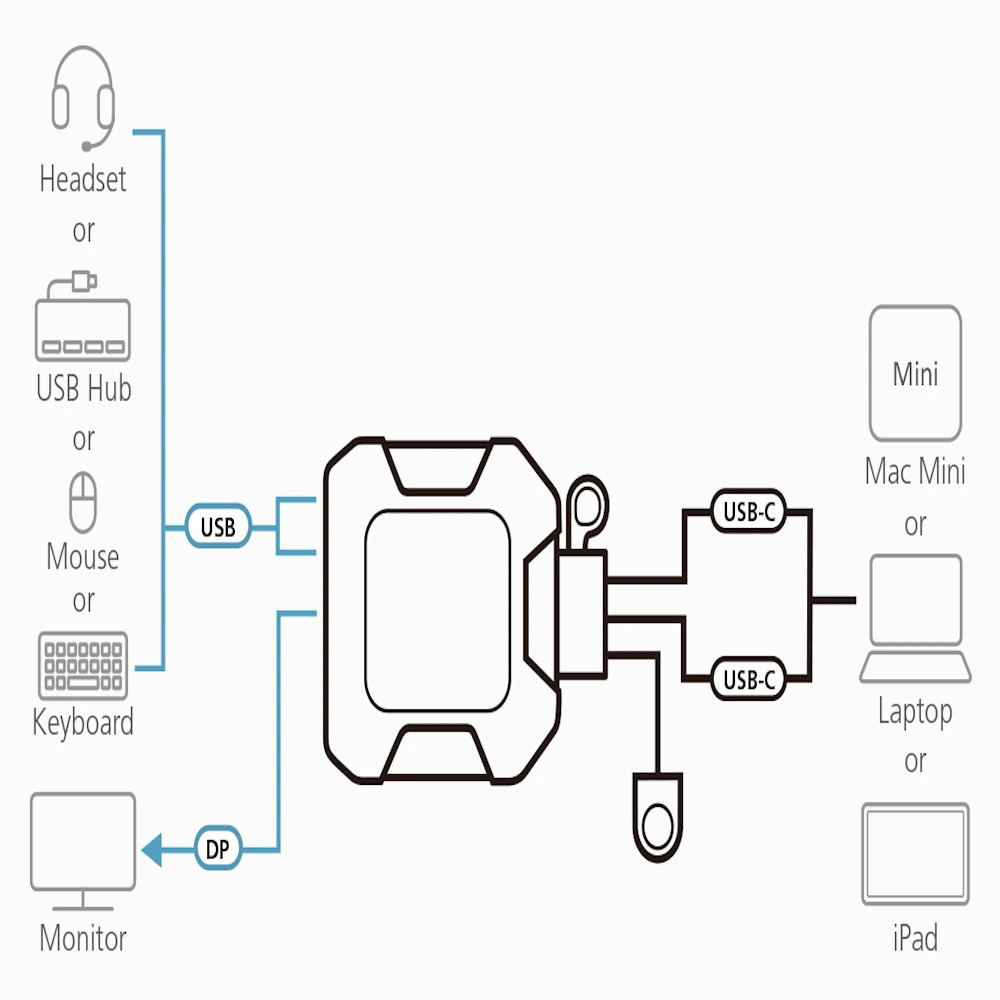 Headset
or
USB Hub
or
Mouse
or
Keyboard
Monitor
USB
DP
USB-C
USB-C
Mini
Mac Mini
or
Laptop
or
iPad